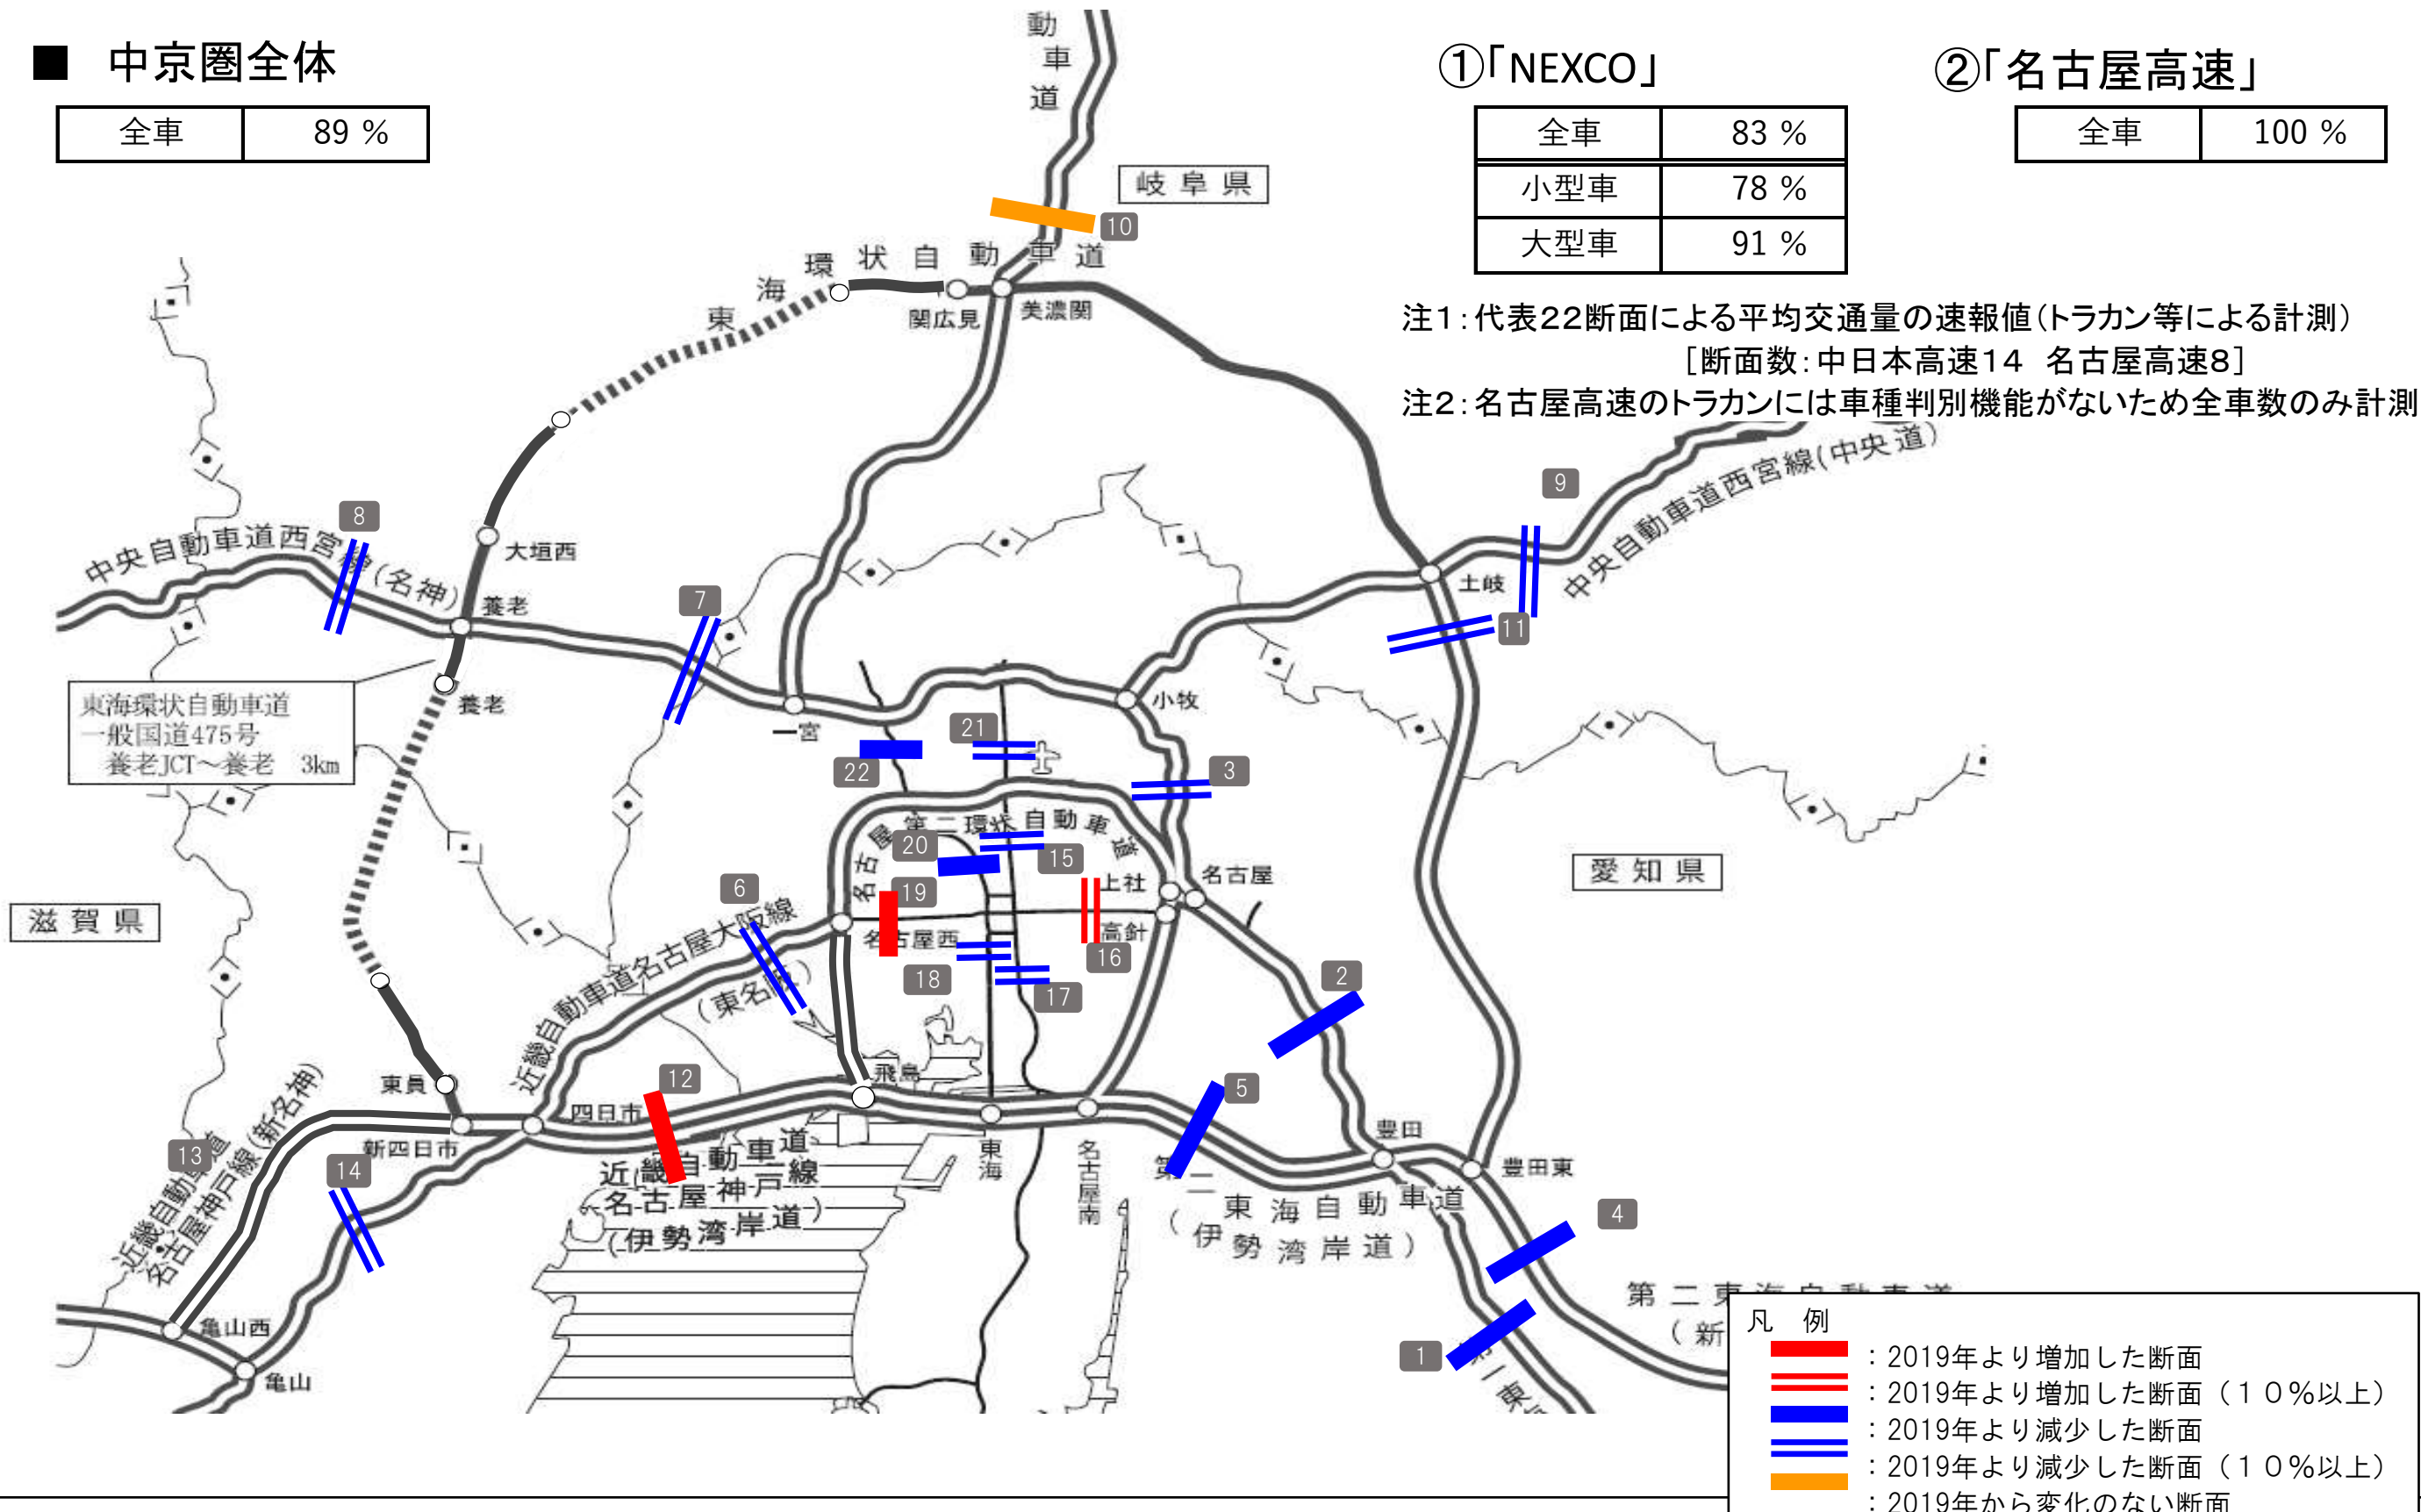 ■ 中京圏全体
全車 89 %
①「NEXCO」
全車 83 %
小型車 78 %
大型車 91 %
②「名古屋高速」
全車 100 %
注1:代表22断面による平均交通量の速報値(トラカン等による計測)
[断面数:中日本高速14 名古屋高速8]
注2:名古屋高速のトラカンには車種判別機能がないため全車数のみ計測
動車道
岐阜県
10
東海環状自動車道
関広見
美濃関
中央自動車道西宮線(中央道)
9
8
中央自動車道西宮線(名神)
大垣西
養老
7
土岐
11
養老
東海環状自動車道
一般国道475号
養老JCT～養老 3km
一宮
小牧
21
22
3
名古屋第二環状自動車道
20
15
19
上社
名古屋
愛知県
6
滋賀県
名古屋西
高針
16
近畿自動車道名古屋大阪線
(東名阪)
18
17
2
飛島
東員
12
四日市
5
新四日市
13
14
近畿自動車道
名古屋神戸線(新名神)
近畿自動車道
名古屋神戸線
(伊勢湾岸道)
東海
名古屋南
豊田
豊田東
第二東海自動車道
(伊勢湾岸道)
4
亀山西
亀山
第二東海自動車道
(新
1
第一東
凡 例
:2019年より増加した断面
:2019年より増加した断面(10%以上)
:2019年より減少した断面
:2019年より減少した断面(10%以上)
:2019年から変化のない断面